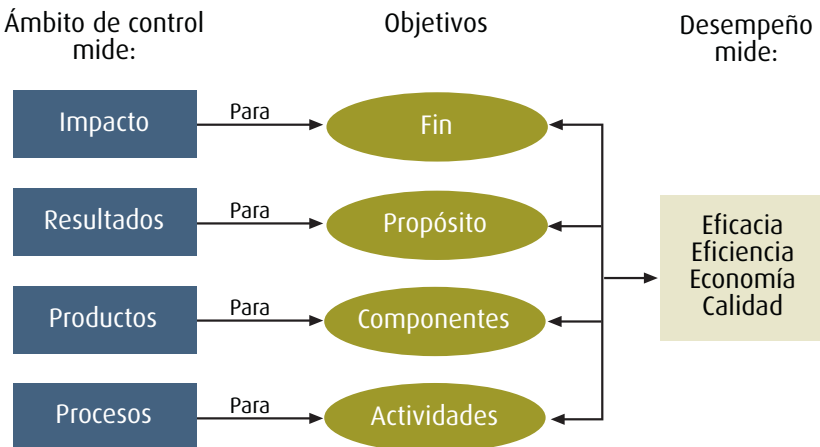 Ámbito de control
mide:
Objetivos
Desempeño
mide:
Impacto
Para
Fin
Resultados
Para
Propósito
Eficacia
Eficiencia
Economía
Calidad
Productos
Para
Componentes
Procesos
Para
Actividades